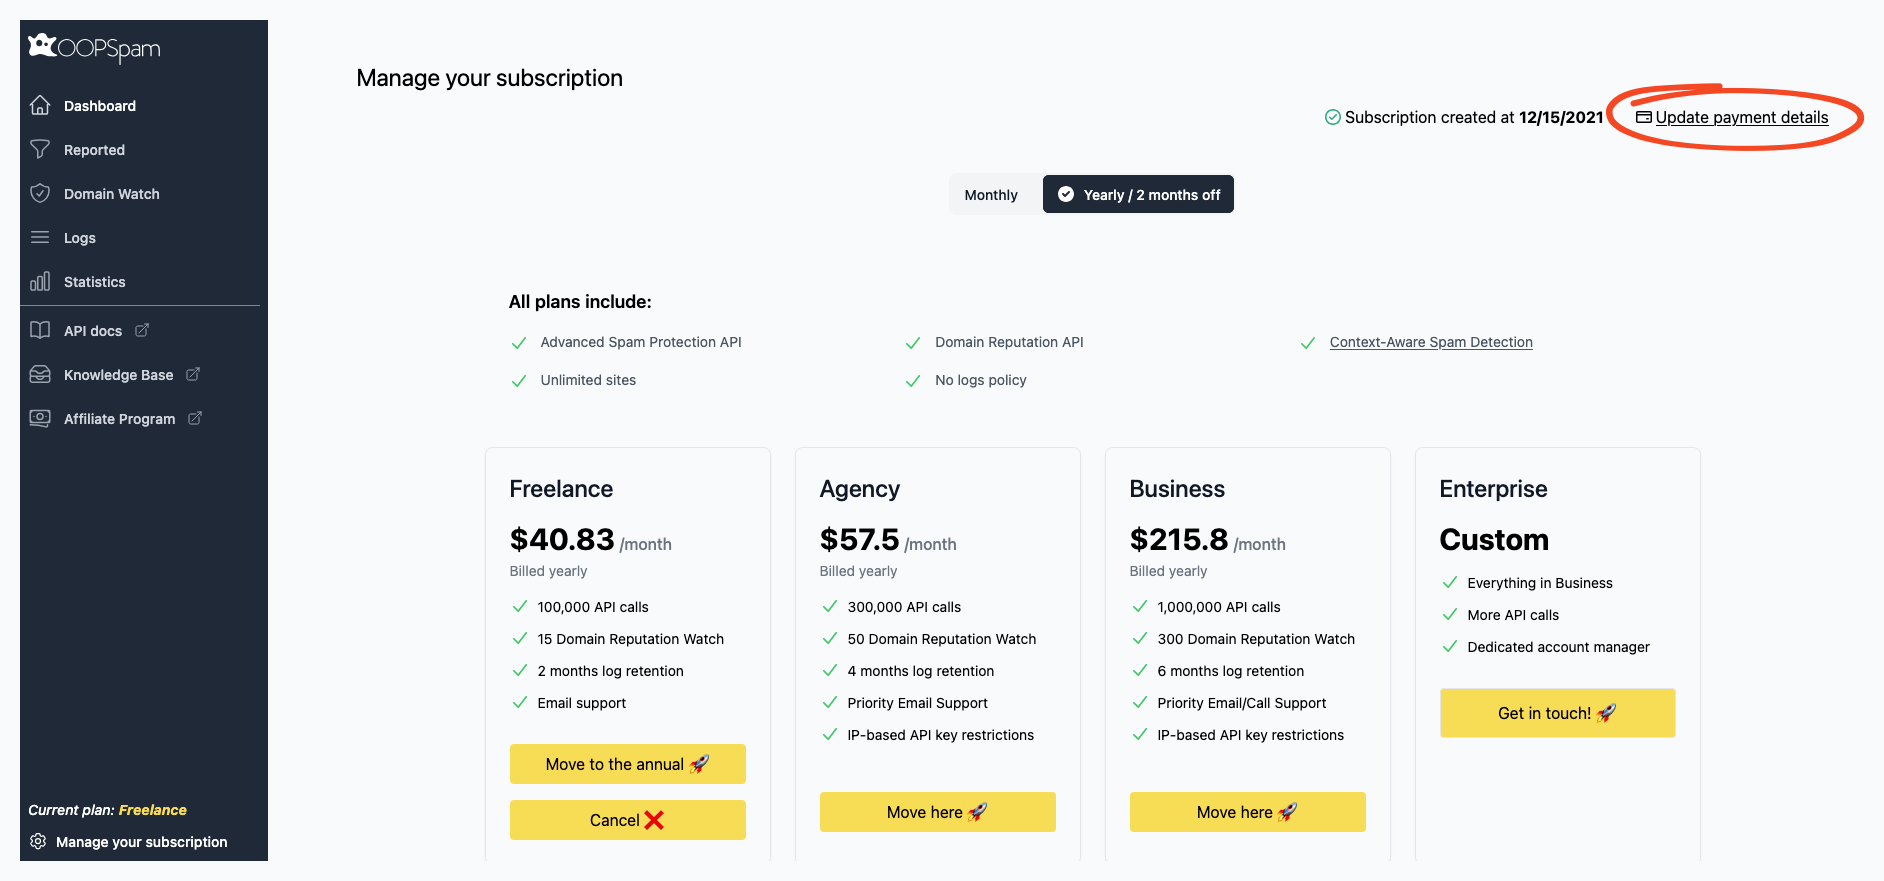 OOPSpam
Dashboard
Reported
Domain Watch
Logs
Statistics
API docs
Knowledge Base
Affiliate Program
Current plan: Freelance
Manage your subscription
Manage your subscription
Subscription created at 12/15/2021
Update payment details
Monthly
Yearly / 2 months off
All plans include:
Advanced Spam Protection API
Domain Reputation API
Context-Aware Spam Detection
Unlimited sites
No logs policy
Freelance
$40.83 /month
Billed yearly
100,000 API calls
15 Domain Reputation Watch
2 months log retention
Email support
Move to the annual 🚀
Cancel ❌
Agency
$57.5 /month
Billed yearly
300,000 API calls
50 Domain Reputation Watch
4 months log retention
Priority Email Support
IP-based API key restrictions
Move here 🚀
Business
$215.8 /month
Billed yearly
1,000,000 API calls
300 Domain Reputation Watch
6 months log retention
Priority Email/Call Support
IP-based API key restrictions
Move here 🚀
Enterprise
Custom
Everything in Business
More API calls
Dedicated account manager
Get in touch! 🚀